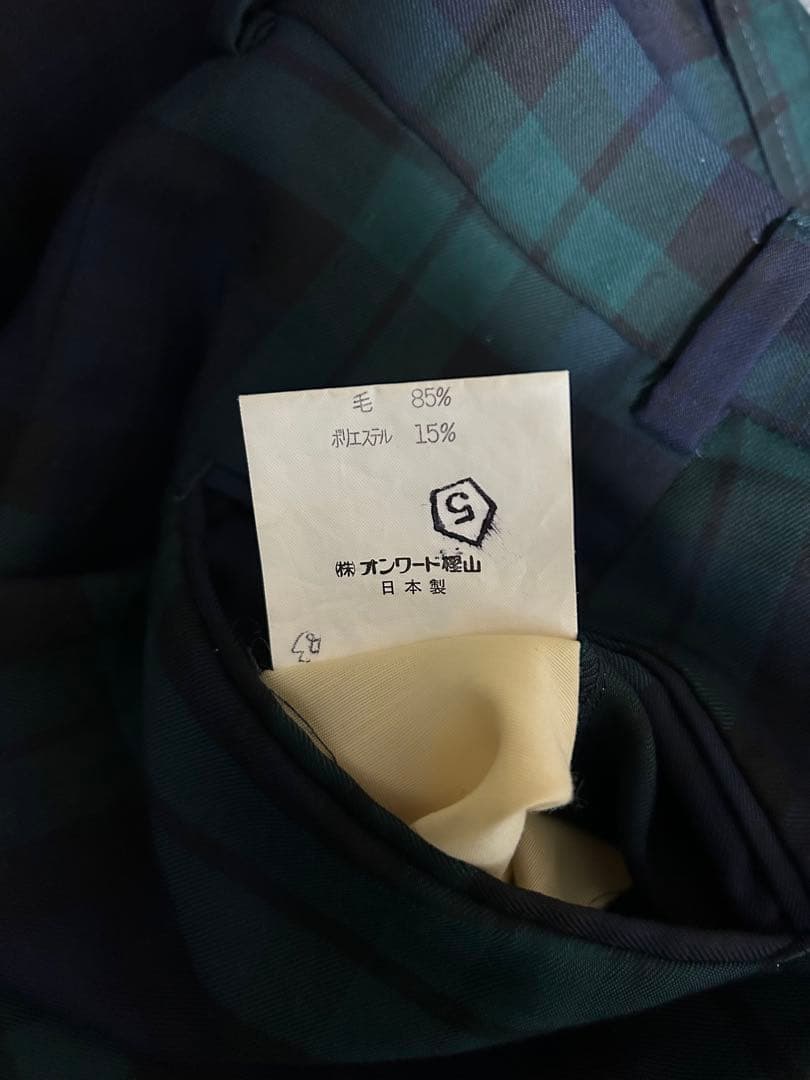 毛 85%
ポリエステル 15%
5
(株)オンワード樫山
日本製